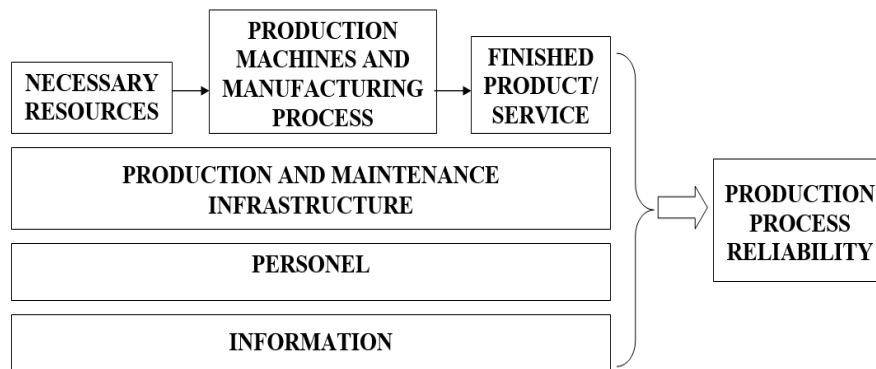 NECESSARY
RESOURCES
PRODUCTION
MACHINES AND
MANUFACTURING
PROCESS
FINISHED
PRODUCT/
SERVICE
PRODUCTION AND MAINTENANCE
INFRASTRUCTURE
PERSONEL
INFORMATION
PRODUCTION
PROCESS
RELIABILITY